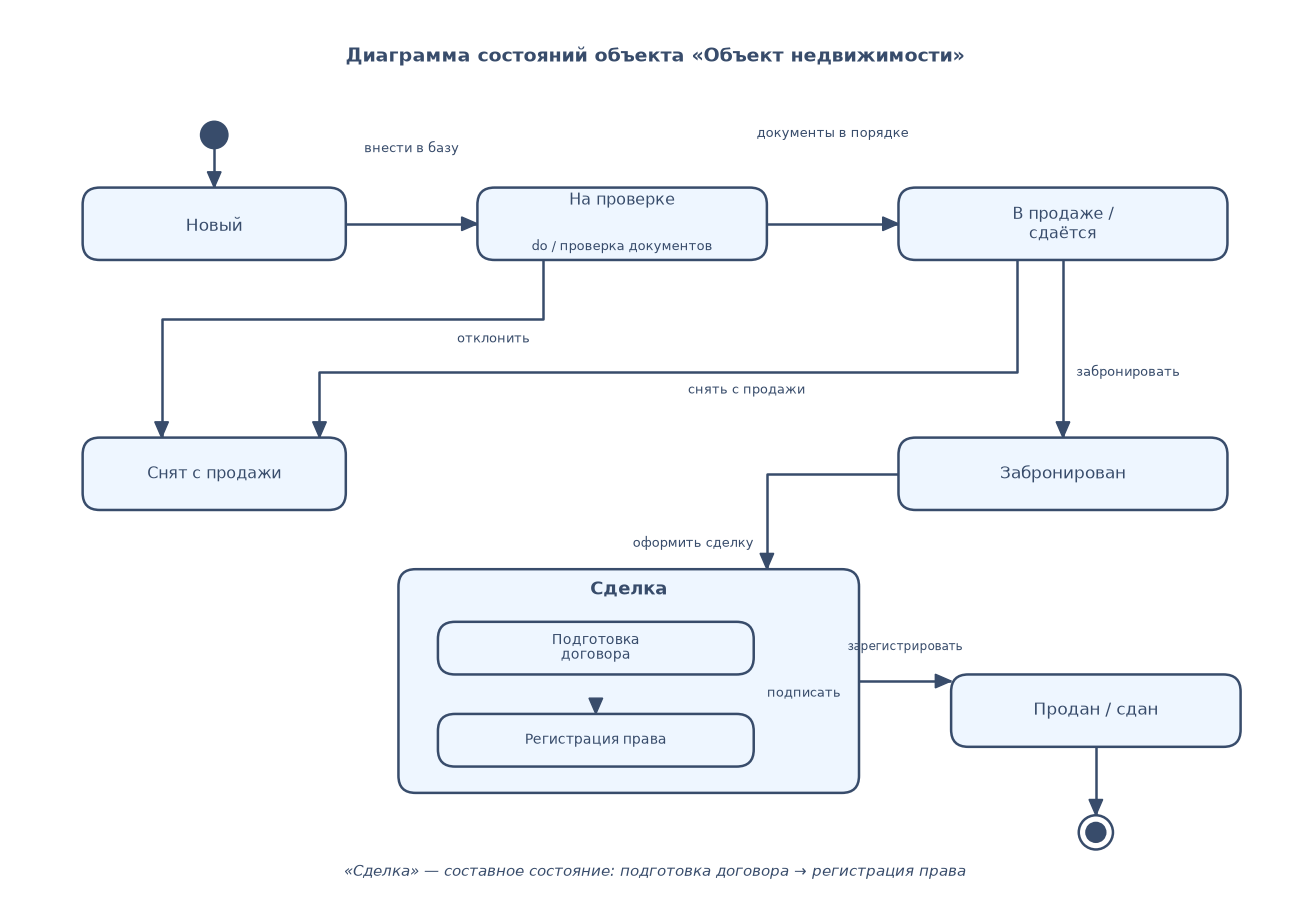 Диаграмма состояний объекта «Объект недвижимости»
внести в базу
документы в порядке
Новый
На проверке
do / проверка документов
В продаже /
сдаётся
отклонить
снять с продажи
забронировать
Снят с продажи
Забронирован
оформить сделку
Сделка
Подготовка
договора
зарегистрировать
подписать
Регистрация права
Продан / сдан
«Сделка» — составное состояние: подготовка договора → регистрация права